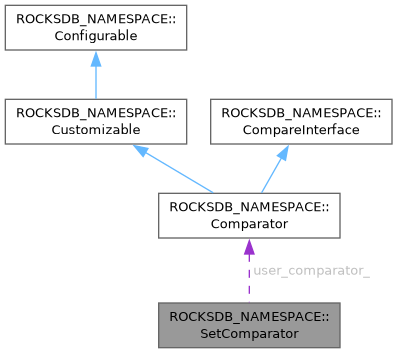 ROCKSDB_NAMESPACE::
Configurable
ROCKSDB_NAMESPACE::
Customizable
ROCKSDB_NAMESPACE::
CompareInterface
ROCKSDB_NAMESPACE::
Comparator
user_comparator_
ROCKSDB_NAMESPACE::
SetComparator